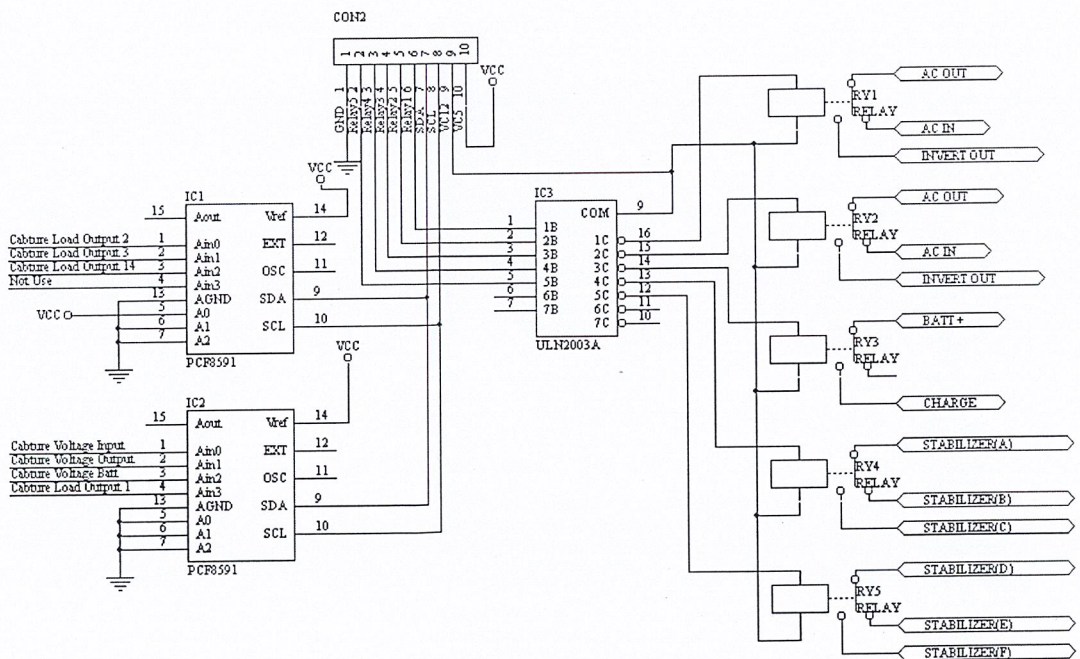 CON2
1 2 3 4 5 6 7 8 9 10
GND 1
Relay5 2
Relay4 3
Relay3 4
Relay2 5
Relay1 6
SDA 7
SCL 8
VC12 9
VC5 10
VCC
VCC
IC1
15 Aout Vref 14
Cabture Load Output 2 1 Ain0 EXT 12
Cabture Load Output 3 2 Ain1
Cabture Load Output 14 3 Ain2 OSC 11
Not Use 4 Ain3
13 AGND SDA 9
VCC 5 A0
6 A1 SCL 10
7 A2
PCF8591
VCC
IC2
15 Aout Vref 14
Cabture Voltage Input 1 Ain0 EXT 12
Cabture Voltage Output 2 Ain1
Cabture Voltage Batt 3 Ain2 OSC 11
Cabture Load Output 1 4 Ain3
13 AGND SDA 9
5 A0
6 A1 SCL 10
7 A2
PCF8591
IC3
COM 9
1 1B 1C 16
2 2B 2C 15
3 3B 3C 14
4 4B 4C 13
5 5B 5C 12
6 6B 6C 11
7 7B 7C 10
ULN2003A
AC OUT
RY1
RELAY
AC IN
INVERT OUT
AC OUT
RY2
RELAY
AC IN
INVERT OUT
BATT +
RY3
RELAY
CHARGE
STABILIZER(A)
RY4
RELAY
STABILIZER(B)
STABILIZER(C)
STABILIZER(D)
RY5
RELAY
STABILIZER(E)
STABILIZER(F)